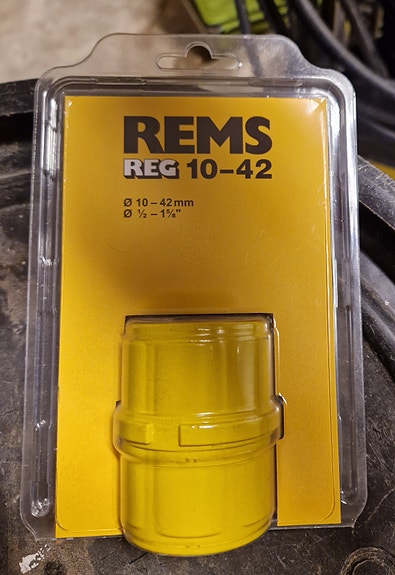 REMS
REG 10–42
Ø 10 – 42 mm
Ø ½ – 1⅝"